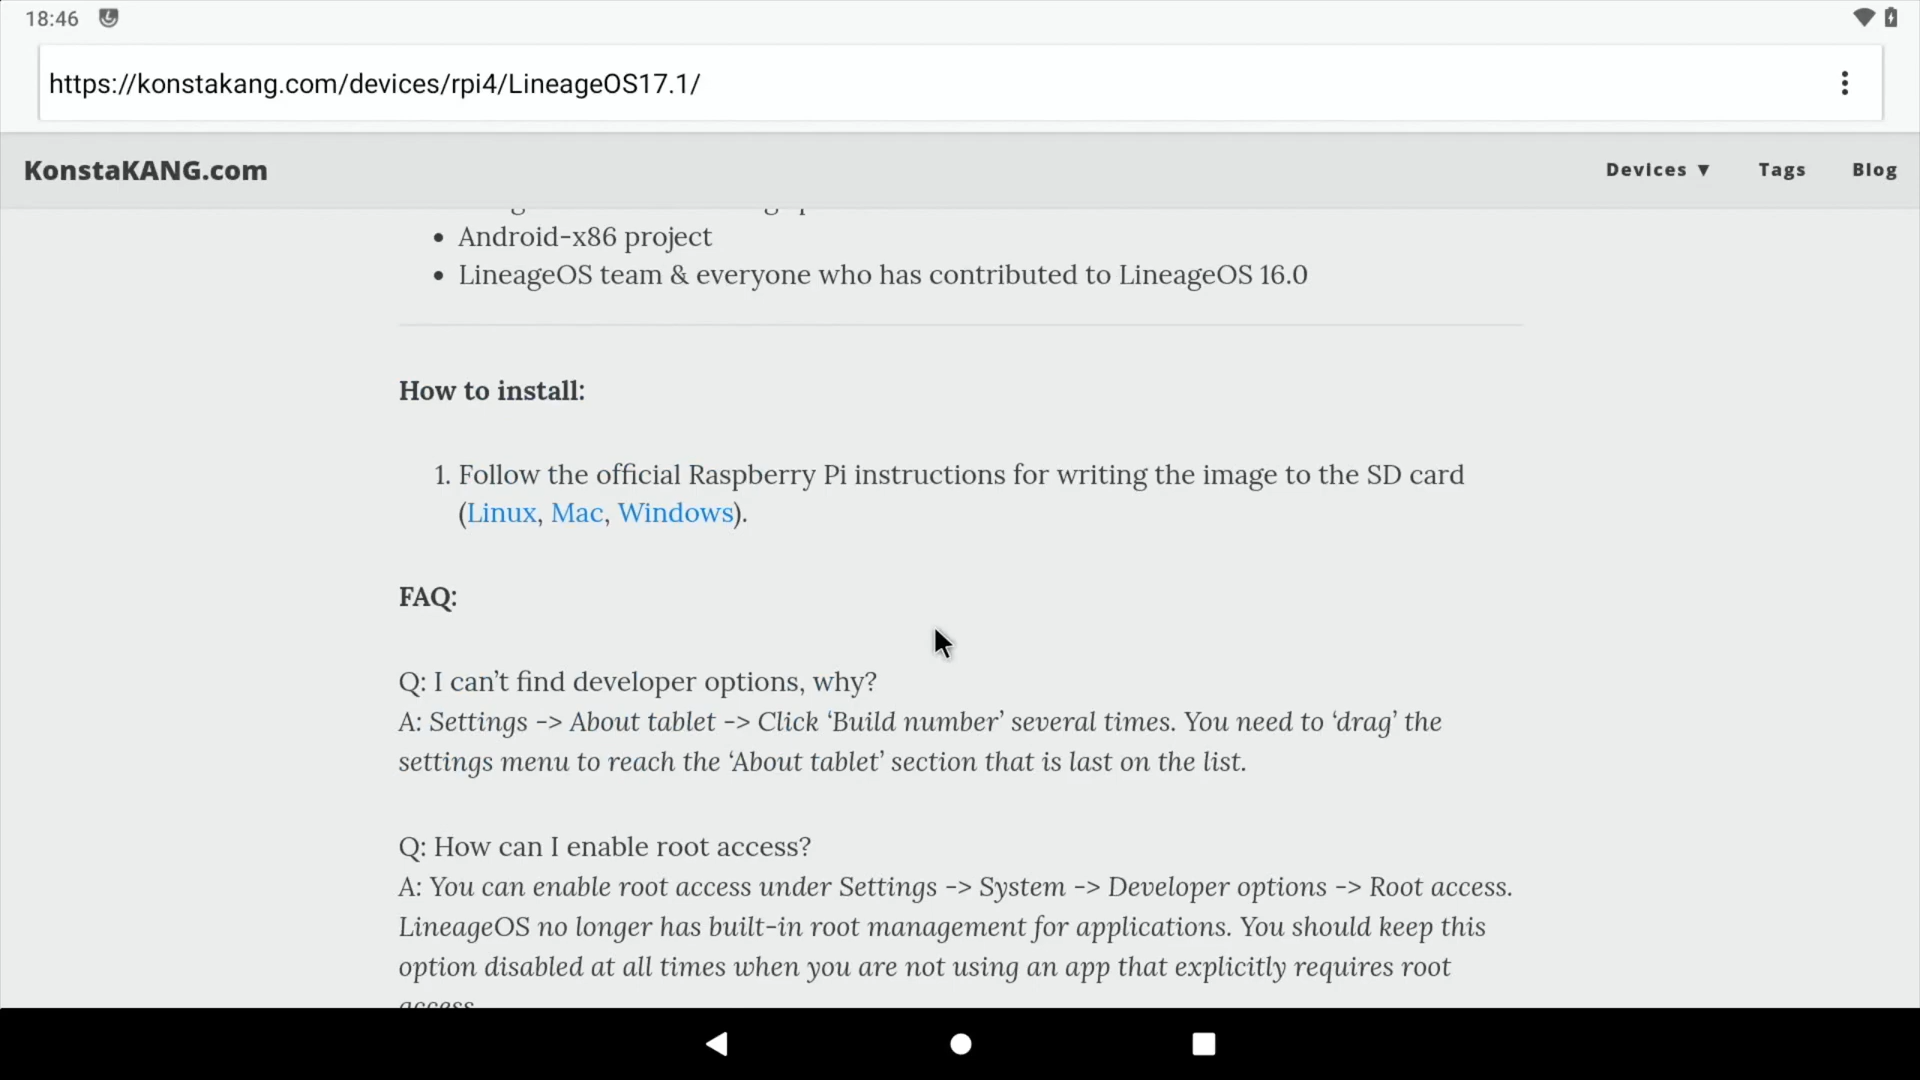 18:46
https://konstakang.com/devices/rpi4/LineageOS17.1/
KonstaKANG.com
Devices ▼ Tags Blog
• Android-x86 project
• LineageOS team & everyone who has contributed to LineageOS 16.0
How to install:
1. Follow the official Raspberry Pi instructions for writing the image to the SD card
(Linux, Mac, Windows).
FAQ:
Q: I can’t find developer options, why?
A: Settings -> About tablet -> Click ‘Build number’ several times. You need to ‘drag’ the
settings menu to reach the ‘About tablet’ section that is last on the list.
Q: How can I enable root access?
A: You can enable root access under Settings -> System -> Developer options -> Root access.
LineageOS no longer has built-in root management for applications. You should keep this
option disabled at all times when you are not using an app that explicitly requires root
access.